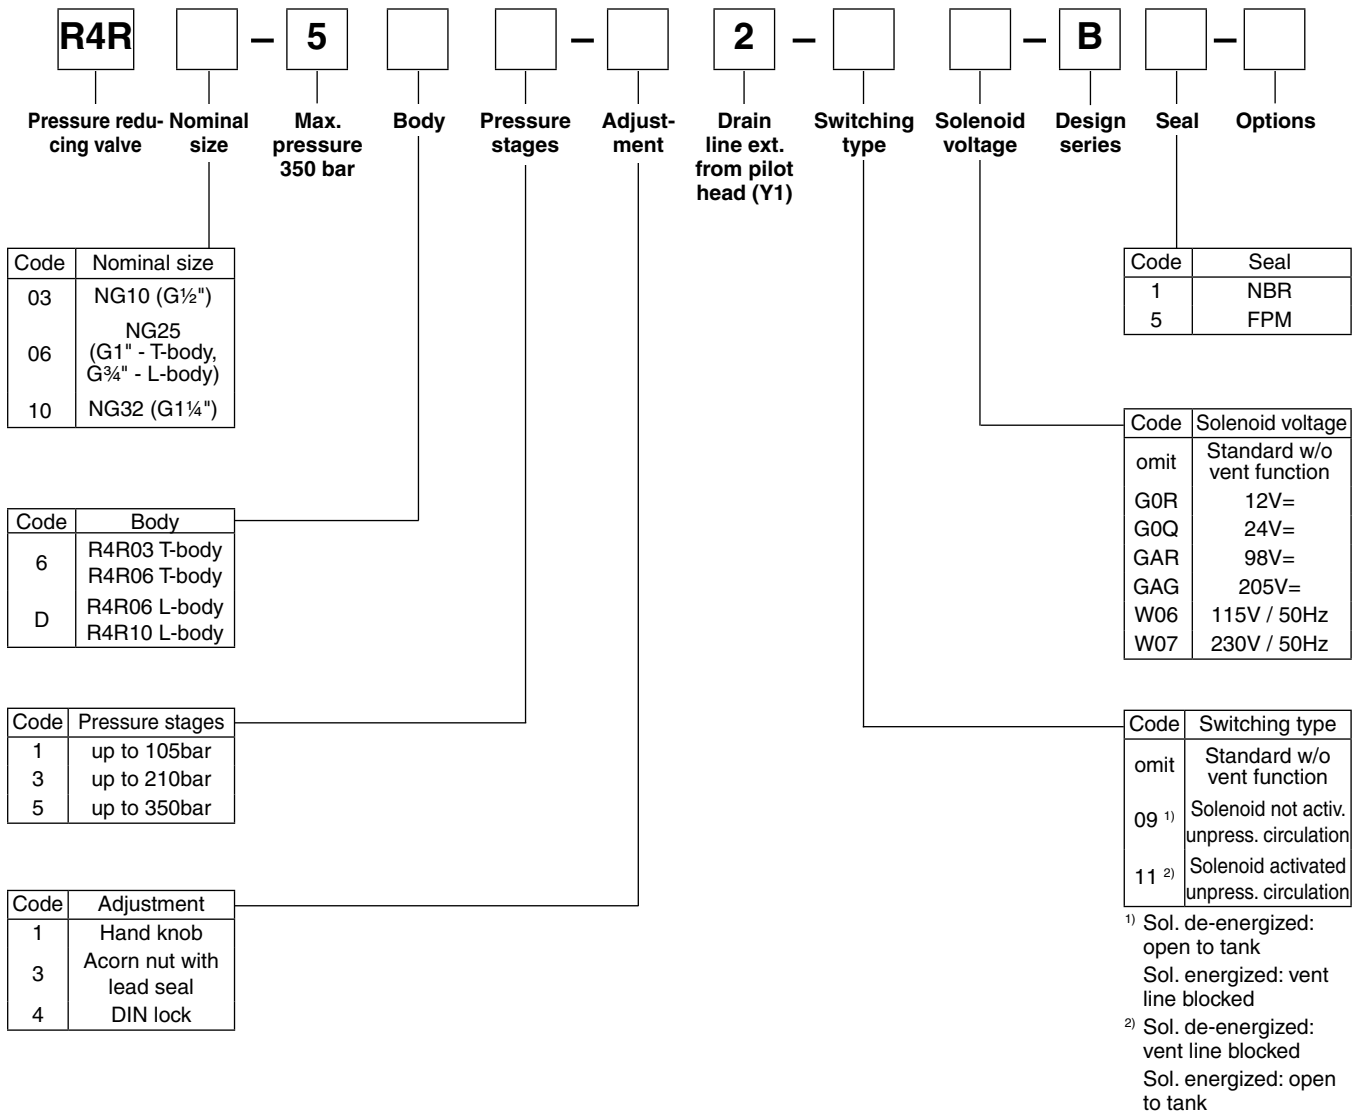 R4R – 5 – 2 – – B –
Pressure redu-
cing valve
Nominal
size
Max.
pressure
350 bar
Body
Pressure
stages
Adjust-
ment
Drain
line ext.
from pilot
head (Y1)
Switching
type
Solenoid
voltage
Design
series
Seal
Options
Code Nominal size
03 NG10 (G½")
06 NG25
(G1" - T-body,
G¾" - L-body)
10 NG32 (G1¼")
Code Body
6 R4R03 T-body
R4R06 T-body
D R4R06 L-body
R4R10 L-body
Code Pressure stages
1 up to 105bar
3 up to 210bar
5 up to 350bar
Code Adjustment
1 Hand knob
3 Acorn nut with
lead seal
4 DIN lock
Code Seal
1 NBR
5 FPM
Code Solenoid voltage
omit Standard w/o
vent function
G0R 12V=
G0Q 24V=
GAR 98V=
GAG 205V=
W06 115V / 50Hz
W07 230V / 50Hz
Code Switching type
omit Standard w/o
vent function
09 1) Solenoid not activ.
unpress. circulation
11 2) Solenoid activated
unpress. circulation
1) Sol. de-energized:
open to tank
Sol. energized: vent
line blocked
2) Sol. de-energized:
vent line blocked
Sol. energized: open
to tank